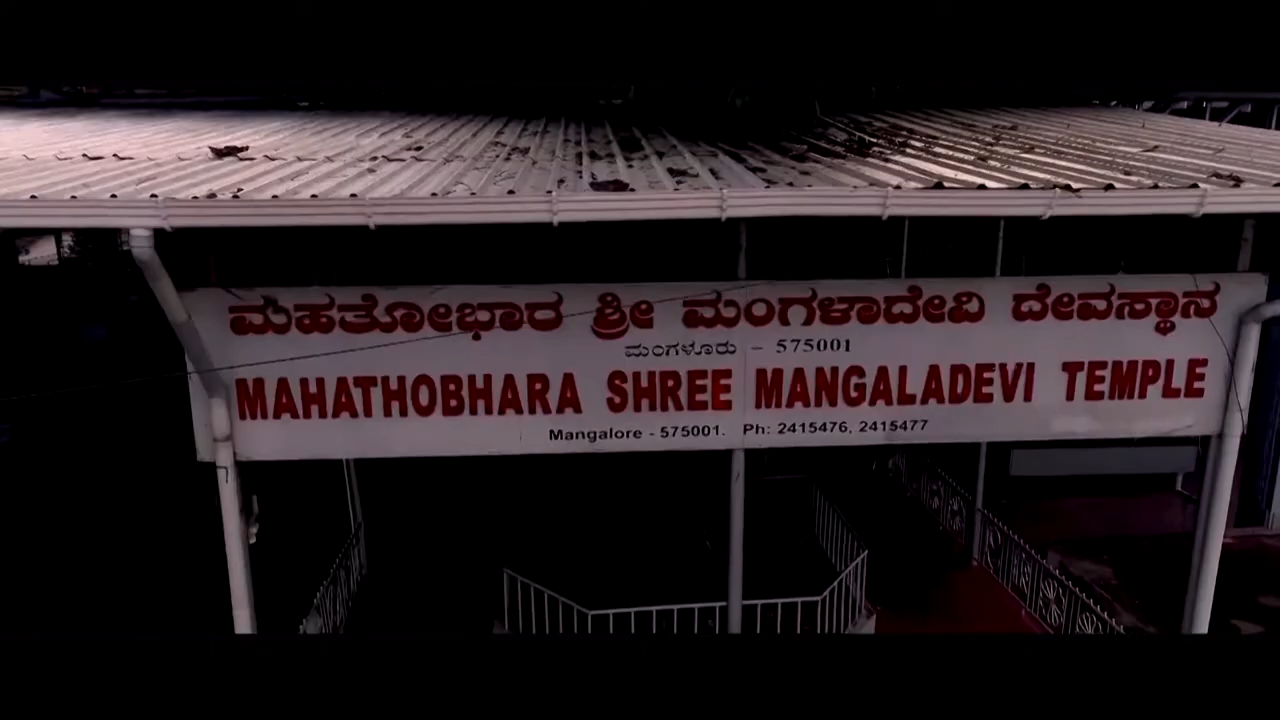 ಮಹತೋಭಾರ ಶ್ರೀ ಮಂಗಳಾದೇವಿ ದೇವಸ್ಥಾನ
ಮಂಗಳೂರು – 575001
MAHATHOBHARA SHREE MANGALADEVI TEMPLE
Mangalore - 575001. Ph: 2415476, 2415477